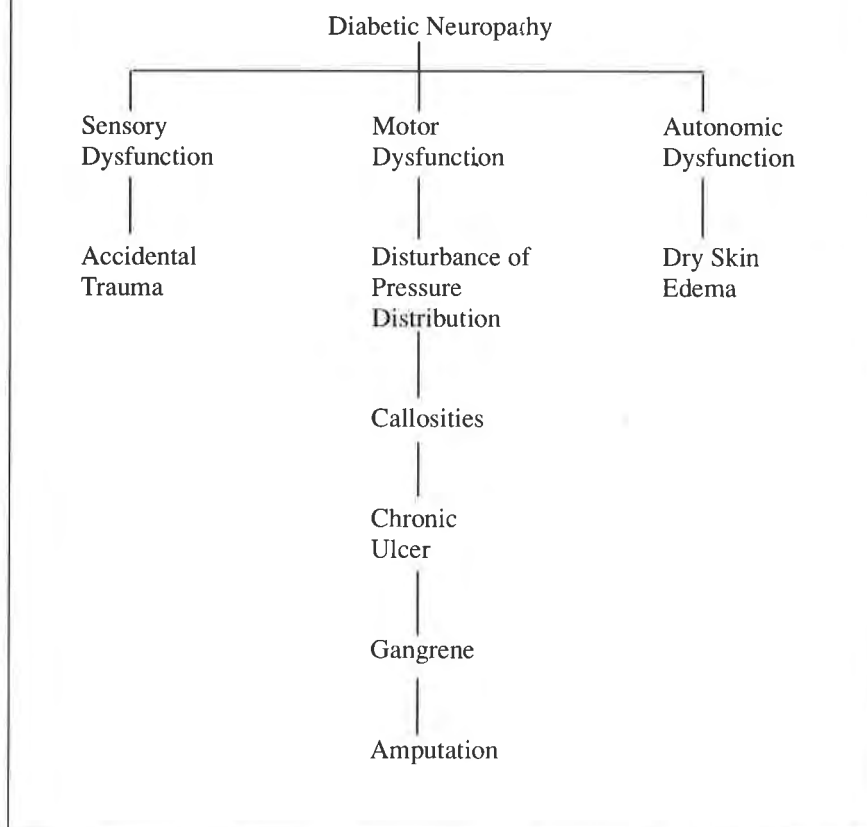 Diabetic Neuropathy
Sensory
Dysfunction
Motor
Dysfunction
Autonomic
Dysfunction
Accidental
Trauma
Disturbance of
Pressure
Distribution
Dry Skin
Edema
Callosities
Chronic
Ulcer
Gangrene
Amputation